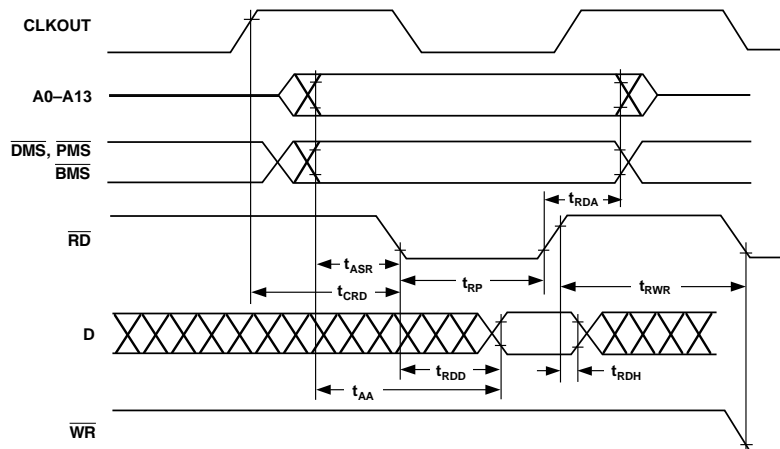 CLKOUT
A0–A13
DMS, PMS
BMS
tRDA
RD
tASR
tRP
tCRD
tRWR
D
tRDD
tRDH
tAA
WR